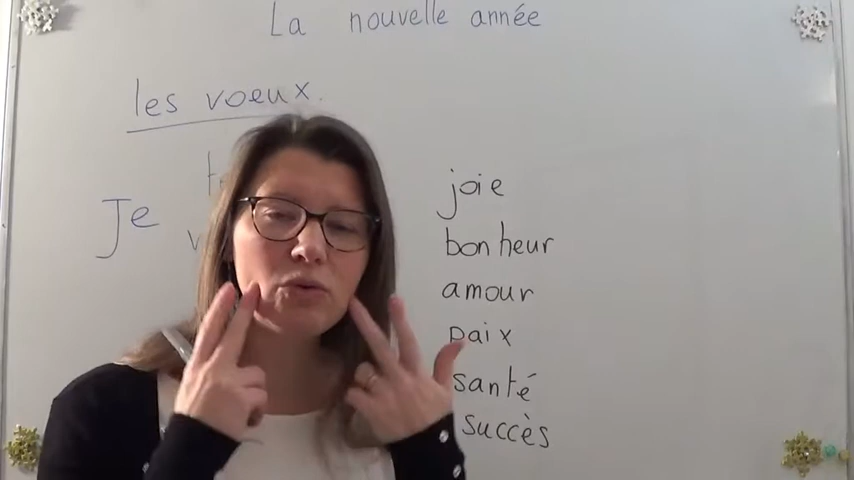 La nouvelle année
les voeux.
Je
joie
bonheur
amour
paix
santé
succès